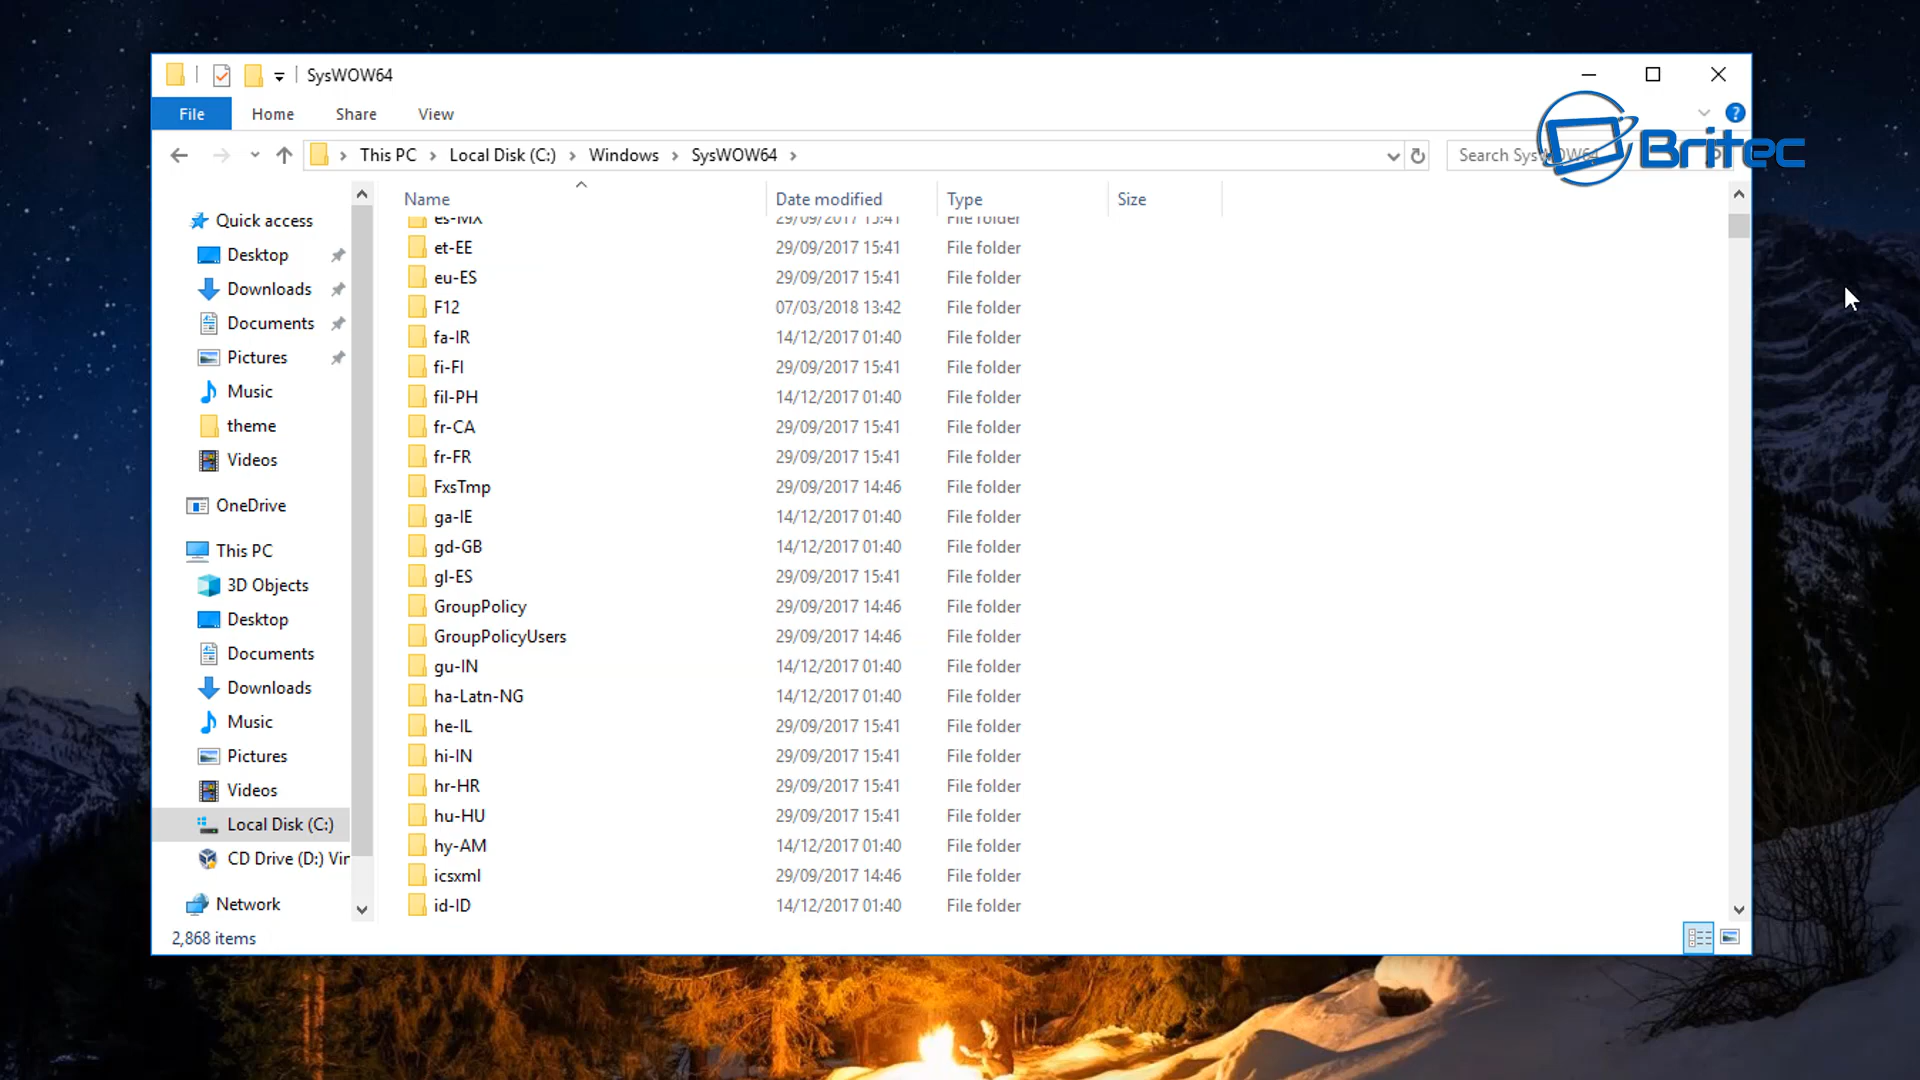 SysWOW64
File Home Share View
This PC Local Disk (C:) Windows SysWOW64
Search SysWOW64
Britec
Name Date modified Type Size
Quick access
Desktop
Downloads
Documents
Pictures
Music
theme
Videos
OneDrive
This PC
3D Objects
Desktop
Documents
Downloads
Music
Pictures
Videos
Local Disk (C:)
CD Drive (D:) Vir
Network
es-MX 29/09/2017 15:41 File folder
et-EE 29/09/2017 15:41 File folder
eu-ES 29/09/2017 15:41 File folder
F12 07/03/2018 13:42 File folder
fa-IR 14/12/2017 01:40 File folder
fi-FI 29/09/2017 15:41 File folder
fil-PH 14/12/2017 01:40 File folder
fr-CA 29/09/2017 15:41 File folder
fr-FR 29/09/2017 15:41 File folder
FxsTmp 29/09/2017 14:46 File folder
ga-IE 14/12/2017 01:40 File folder
gd-GB 14/12/2017 01:40 File folder
gl-ES 29/09/2017 15:41 File folder
GroupPolicy 29/09/2017 14:46 File folder
GroupPolicyUsers 29/09/2017 14:46 File folder
gu-IN 14/12/2017 01:40 File folder
ha-Latn-NG 14/12/2017 01:40 File folder
he-IL 29/09/2017 15:41 File folder
hi-IN 29/09/2017 15:41 File folder
hr-HR 29/09/2017 15:41 File folder
hu-HU 29/09/2017 15:41 File folder
hy-AM 14/12/2017 01:40 File folder
icsxml 29/09/2017 14:46 File folder
id-ID 14/12/2017 01:40 File folder
2,868 items